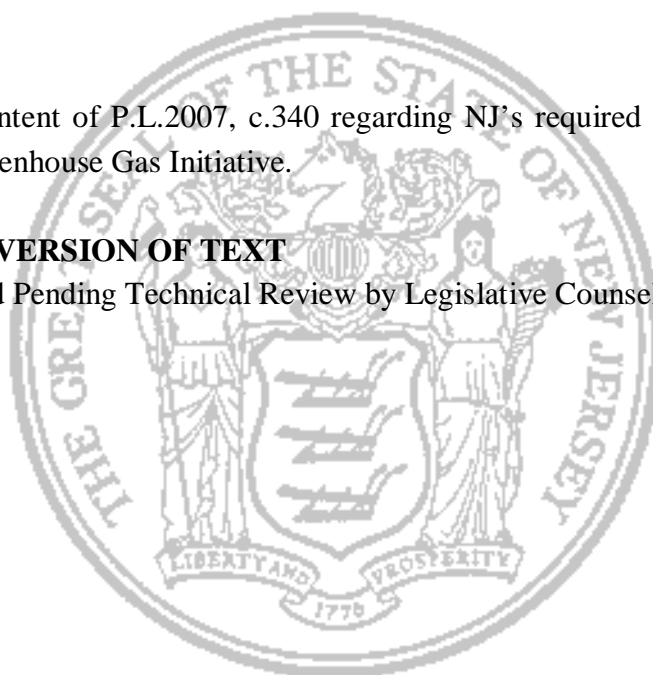 ntent of P.L.2007, c.340 regarding NJ’s required
enhouse Gas Initiative.
VERSION OF TEXT
d Pending Technical Review by Legislative Counsel
THE GREAT SEAL OF THE STATE OF NEW JERSEY
LIBERTY AND PROSPERITY
1776